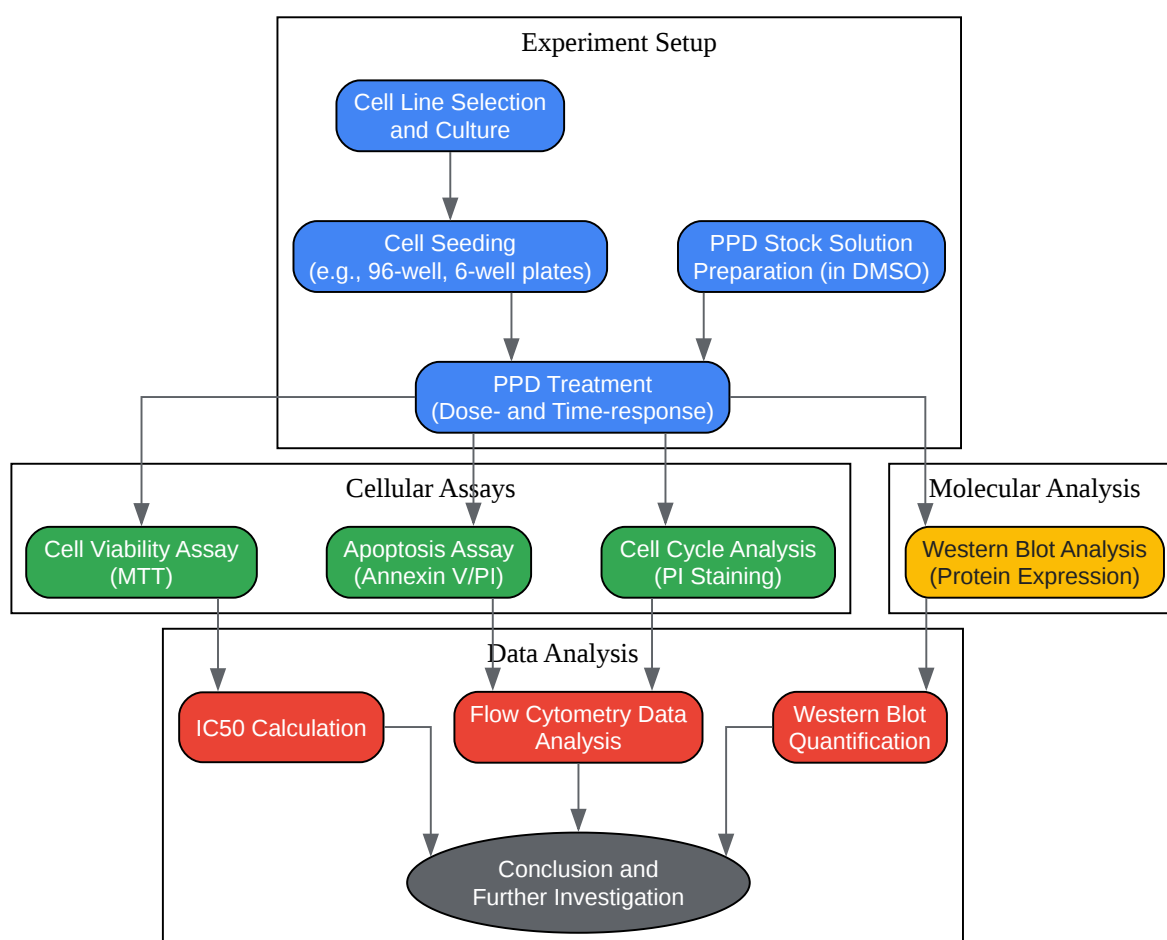 Experiment Setup
Cell Line Selection
and Culture
Cell Seeding
(e.g., 96-well, 6-well plates)
PPD Stock Solution
Preparation (in DMSO)
PPD Treatment
(Dose- and Time-response)
Cellular Assays
Molecular Analysis
Cell Viability Assay
(MTT)
Apoptosis Assay
(Annexin V/PI)
Cell Cycle Analysis
(PI Staining)
Western Blot Analysis
(Protein Expression)
Data Analysis
IC50 Calculation
Flow Cytometry Data
Analysis
Western Blot
Quantification
Conclusion and
Further Investigation